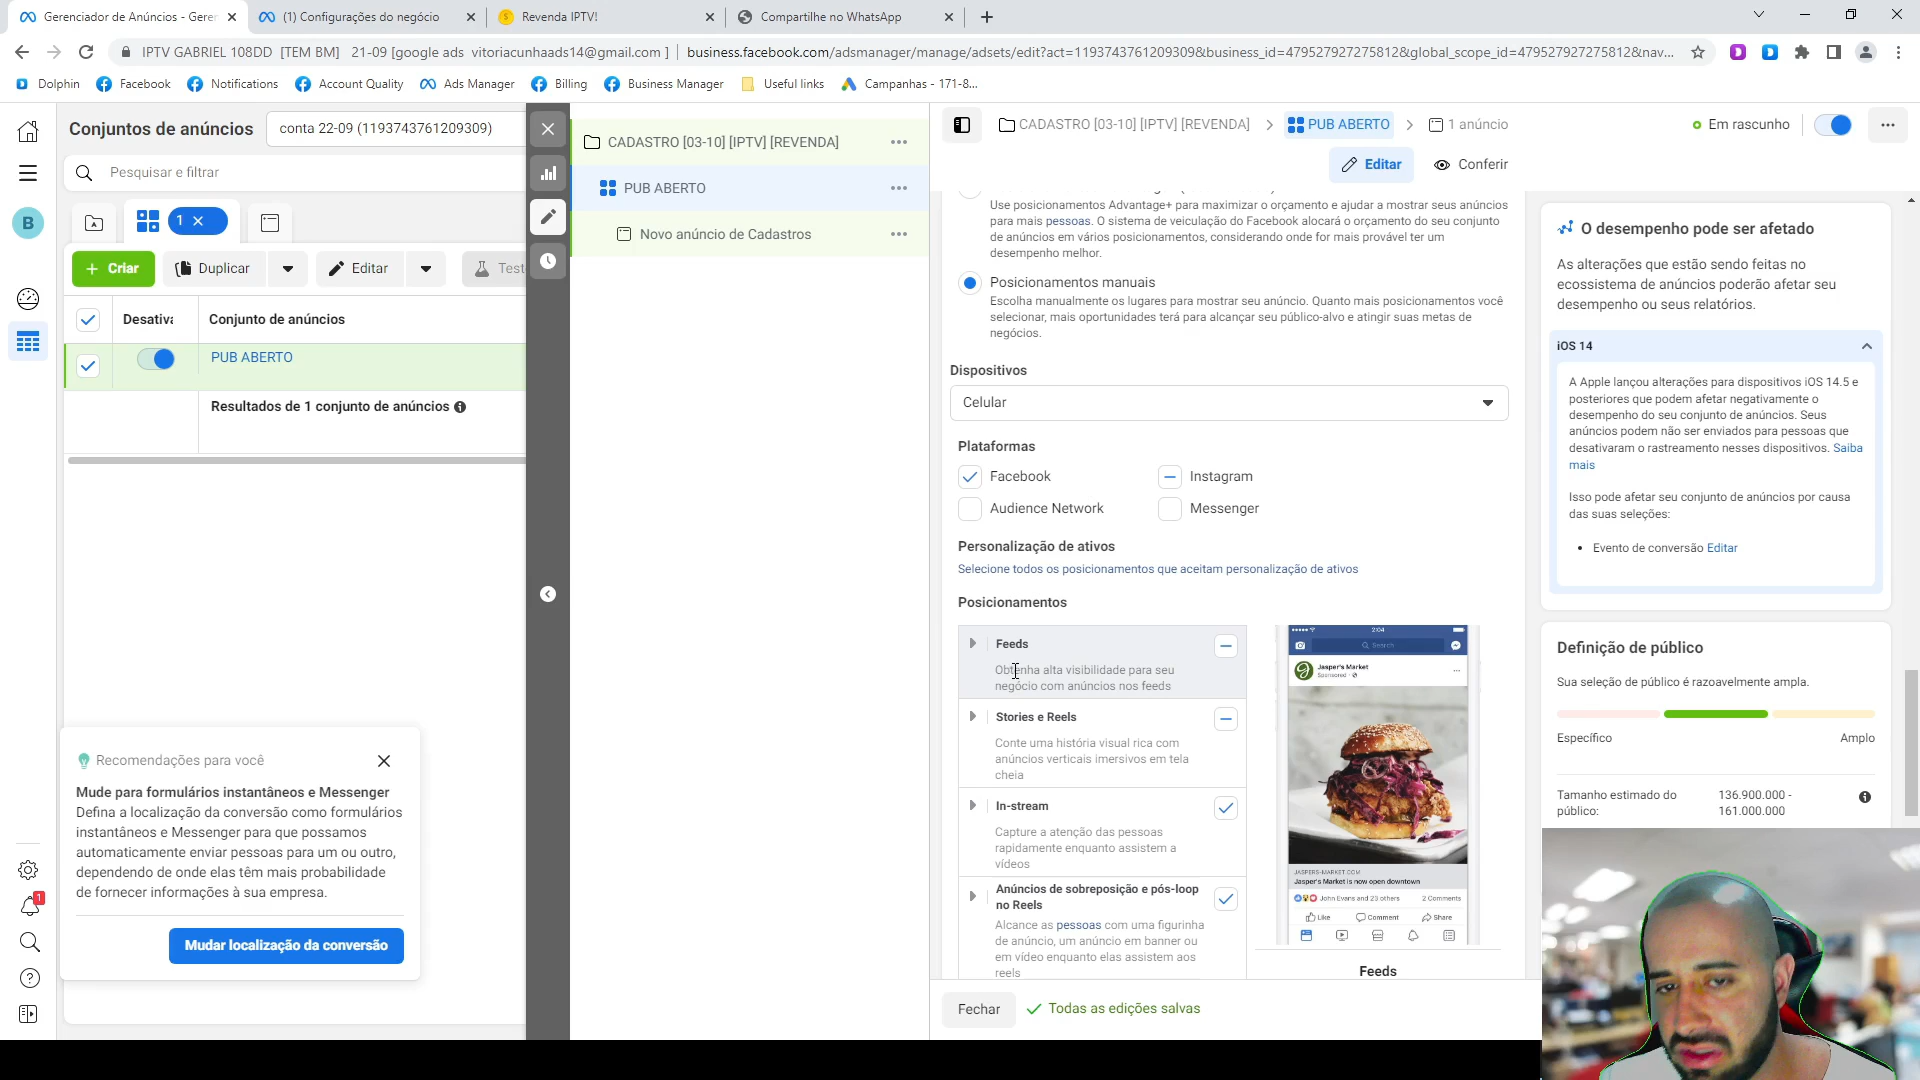 Gerenciador de Anúncios - Geren
(1) Configurações do negócio
Revenda IPTV!
Compartilhe no WhatsApp
IPTV GABRIEL 108DD [TEM BM] 21-09 [google ads vitoriacunhaads14@gmail.com ]
business.facebook.com/adsmanager/manage/adsets/edit?act=1193743761209309&business_id=479527927275812&global_scope_id=479527927275812&nav...
Dolphin
Facebook
Notifications
Account Quality
Ads Manager
Billing
Business Manager
Useful links
Campanhas - 171-8...
Conjuntos de anúncios
conta 22-09 (1193743761209309)
Pesquisar e filtrar
B
1
Criar
Duplicar
Editar
Test
Desativa
Conjunto de anúncios
PUB ABERTO
Resultados de 1 conjunto de anúncios
Recomendações para você
Mude para formulários instantâneos e Messenger
Defina a localização da conversão como formulários
instantâneos e Messenger para que possamos
automaticamente enviar pessoas para um ou outro,
dependendo de onde elas têm mais probabilidade
de fornecer informações à sua empresa.
Mudar localização da conversão
1
CADASTRO [03-10] [IPTV] [REVENDA]
PUB ABERTO
Novo anúncio de Cadastros
CADASTRO [03-10] [IPTV] [REVENDA]
PUB ABERTO
1 anúncio
Em rascunho
Editar
Conferir
Use posicionamentos Advantage+ para maximizar o orçamento e ajudar a mostrar seus anúncios
para mais pessoas. O sistema de veiculação do Facebook alocará o orçamento do seu conjunto
de anúncios em vários posicionamentos, considerando onde for mais provável ter um
desempenho melhor.
Posicionamentos manuais
Escolha manualmente os lugares para mostrar seu anúncio. Quanto mais posicionamentos você
selecionar, mais oportunidades terá para alcançar seu público-alvo e atingir suas metas de
negócios.
Dispositivos
Celular
Plataformas
Facebook
Instagram
Audience Network
Messenger
Personalização de ativos
Selecione todos os posicionamentos que aceitam personalização de ativos
Posicionamentos
Feeds
Obtenha alta visibilidade para seu
negócio com anúncios nos feeds
Stories e Reels
Conte uma história visual rica com
anúncios verticais imersivos em tela
cheia
In-stream
Capture a atenção das pessoas
rapidamente enquanto assistem a
vídeos
Anúncios de sobreposição e pós-loop
no Reels
Alcance as pessoas com uma figurinha
de anúncio, um anúncio em banner ou
em vídeo enquanto elas assistem aos
reels
2:04
Search
Jasper's Market
Sponsored
JASPERS-MARKET.COM
Jasper's Market is now open downtown
John Evans and 23 others
2 Comments
Like
Comment
Share
Feeds
Fechar
Todas as edições salvas
O desempenho pode ser afetado
As alterações que estão sendo feitas no
ecossistema de anúncios poderão afetar seu
desempenho ou seus relatórios.
iOS 14
A Apple lançou alterações para dispositivos iOS 14.5 e
posteriores que podem afetar negativamente o
desempenho do seu conjunto de anúncios. Seus
anúncios podem não ser enviados para pessoas que
desativaram o rastreamento nesses dispositivos. Saiba
mais
Isso pode afetar seu conjunto de anúncios por causa
das suas seleções:
Evento de conversão Editar
Definição de público
Sua seleção de público é razoavelmente ampla.
Específico
Amplo
Tamanho estimado do
público:
136.900.000 -
161.000.000